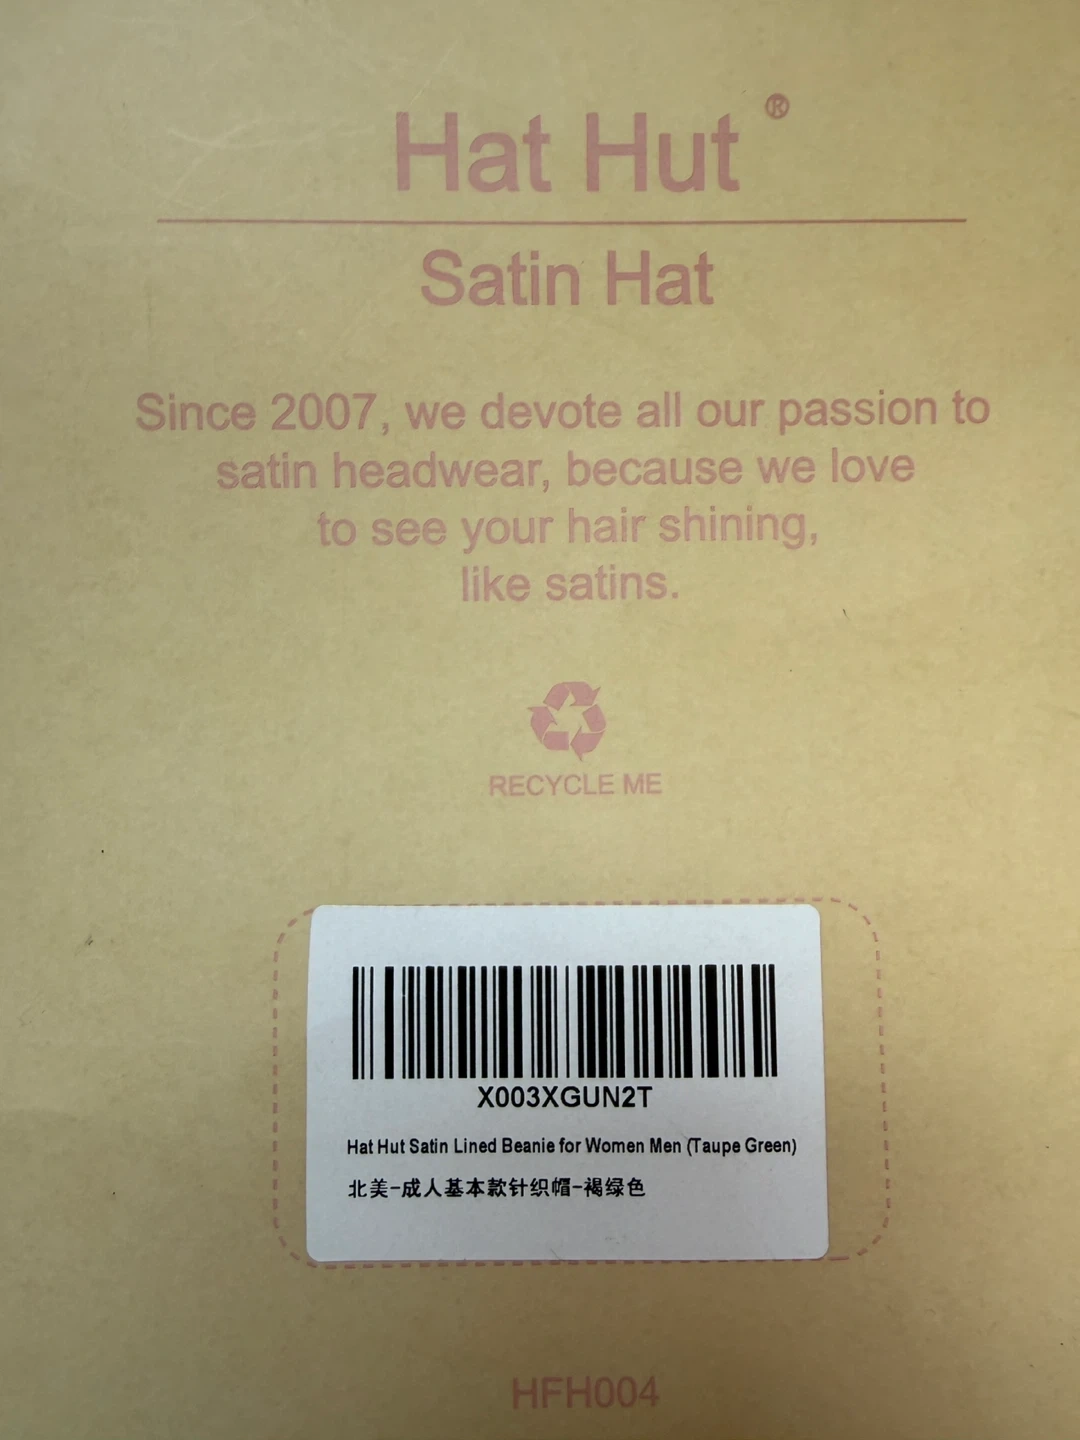 Hat Hut ®
Satin Hat
Since 2007, we devote all our passion to
satin headwear, because we love
to see your hair shining,
like satins.
RECYCLE ME
X003XGUN2T
Hat Hut Satin Lined Beanie for Women Men (Taupe Green)
北美-成人基本款针织帽-褐绿色
HFH004